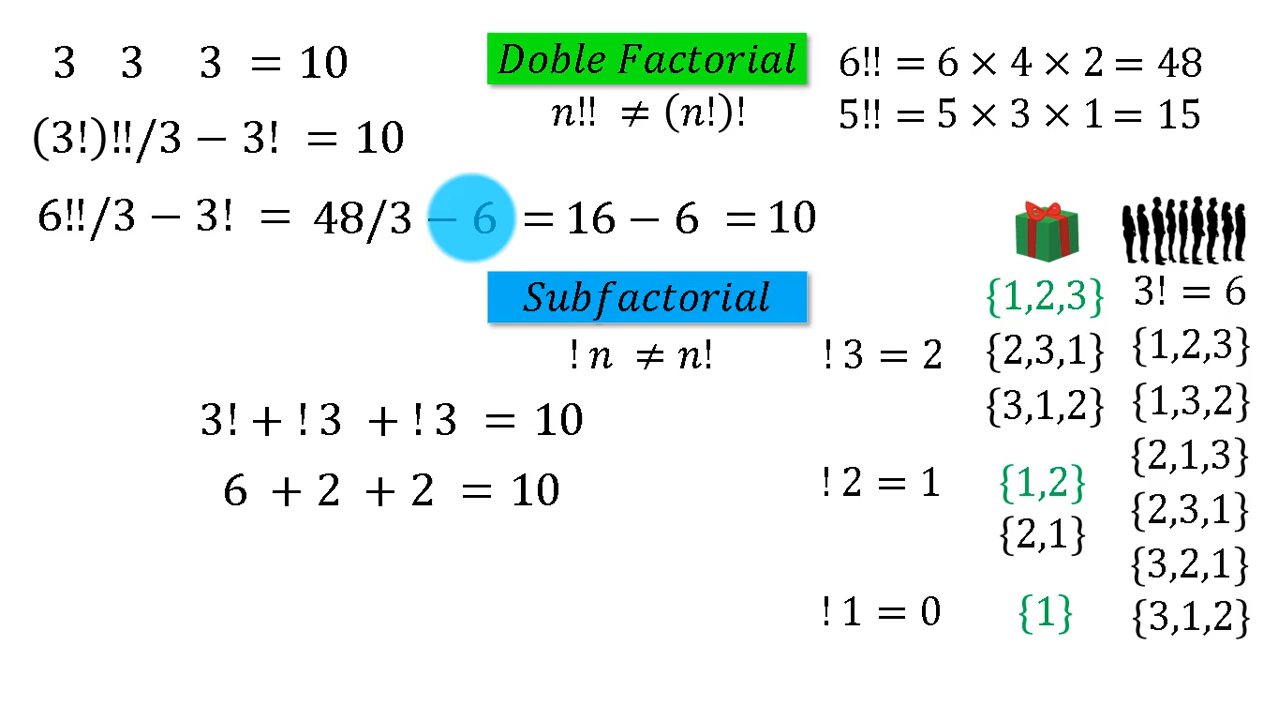 3 3 3 = 10
(3!)!!/3 − 3! = 10
6!!/3 − 3! = 48/3 − 6 = 16 − 6 = 10
Doble Factorial
n!! ≠ (n!)!
6!! = 6 × 4 × 2 = 48
5!! = 5 × 3 × 1 = 15
Subfactorial
!n ≠ n!
3! + !3 + !3 = 10
6 + 2 + 2 = 10
!3 = 2
!2 = 1
!1 = 0
{1,2,3}
{2,3,1}
{3,1,2}
{1,2}
{2,1}
{1}
3! = 6
{1,2,3}
{1,3,2}
{2,1,3}
{2,3,1}
{3,2,1}
{3,1,2}